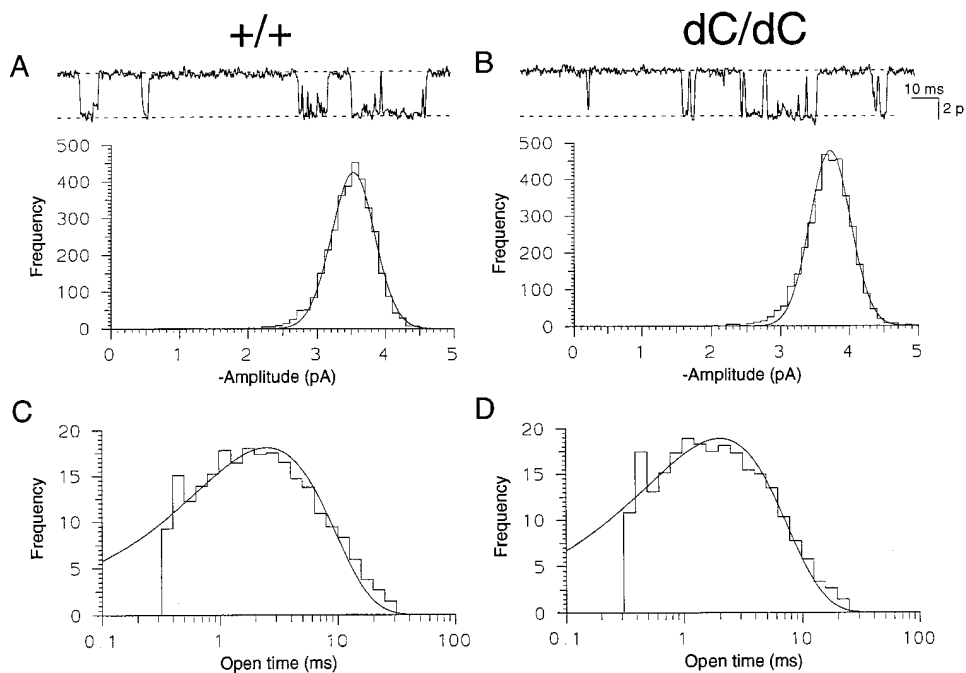 +/+
dC/dC
A
B
10 ms
2 p
500
400
300
200
100
0
Frequency
0 1 2 3 4 5
-Amplitude (pA)
500
400
300
200
100
0
Frequency
0 1 2 3 4 5
-Amplitude (pA)
C
20
15
10
5
0
Frequency
0.1 1 10 100
Open time (ms)
D
20
15
10
5
0
Frequency
0.1 1 10 100
Open time (ms)